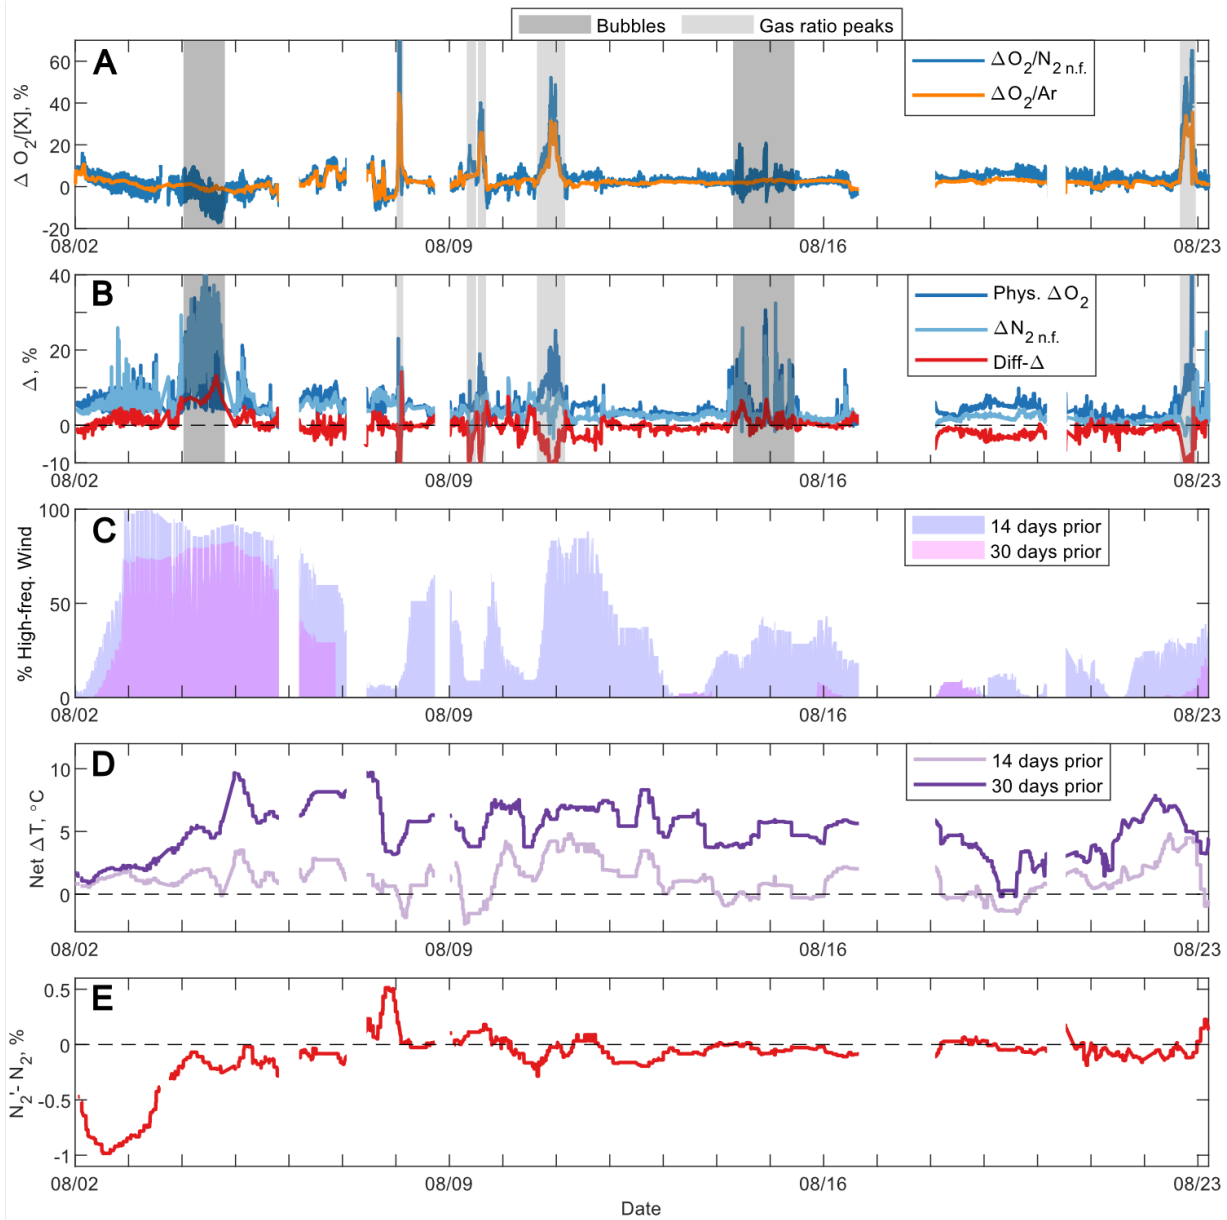 Bubbles Gas ratio peaks
A
Δ O2/[X], %
60
40
20
0
-20
ΔO2/N2 n.f.
ΔO2/Ar
08/02 08/09 08/16 08/23
B
Δ, %
40
20
0
-10
Phys. ΔO2
ΔN2 n.f.
Diff-Δ
08/02 08/09 08/16 08/23
C
% High-freq. Wind
100
50
0
14 days prior
30 days prior
08/02 08/09 08/16 08/23
D
Net ΔT, °C
10
5
0
14 days prior
30 days prior
08/02 08/09 08/16 08/23
E
N2'- N2, %
0.5
0
-0.5
-1
08/02 08/09 08/16 08/23
Date